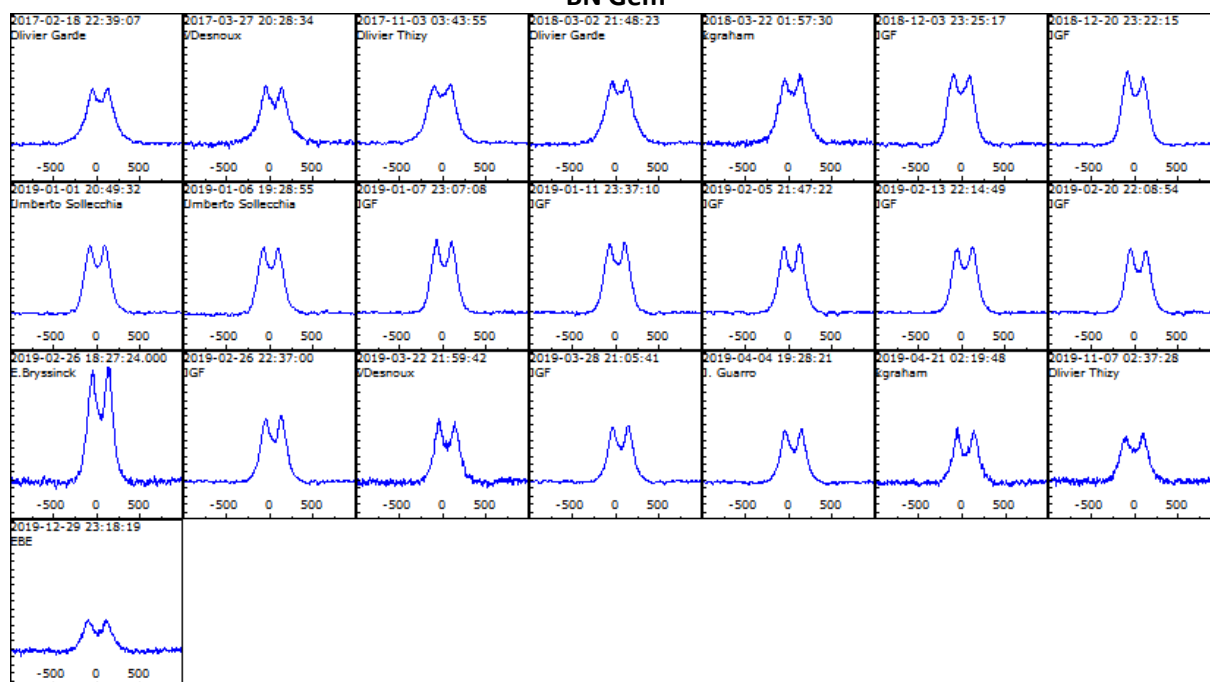 BN Gem
2017-02-18 22:39:07
Olivier Garde
-500 0 500
2017-03-27 20:28:34
VDesnoux
-500 0 500
2017-11-03 03:43:55
Olivier Thizy
-500 0 500
2018-03-02 21:48:23
Olivier Garde
-500 0 500
2018-03-22 01:57:30
kgraham
-500 0 500
2018-12-03 23:25:17
JGF
-500 0 500
2018-12-20 23:22:15
JGF
-500 0 500
2019-01-01 20:49:32
Umberto Sollecchia
-500 0 500
2019-01-06 19:28:55
Umberto Sollecchia
-500 0 500
2019-01-07 23:07:08
JGF
-500 0 500
2019-01-11 23:37:10
JGF
-500 0 500
2019-02-05 21:47:22
JGF
-500 0 500
2019-02-13 22:14:49
JGF
-500 0 500
2019-02-20 22:08:54
JGF
-500 0 500
2019-02-26 18:27:24.000
E.Bryssinck
-500 0 500
2019-02-26 22:37:00
JGF
-500 0 500
2019-03-22 21:59:42
VDesnoux
-500 0 500
2019-03-28 21:05:41
JGF
-500 0 500
2019-04-04 19:28:21
J. Guarro
-500 0 500
2019-04-21 02:19:48
kgraham
-500 0 500
2019-11-07 02:37:28
Olivier Thizy
-500 0 500
2019-12-29 23:18:19
EBE
-500 0 500